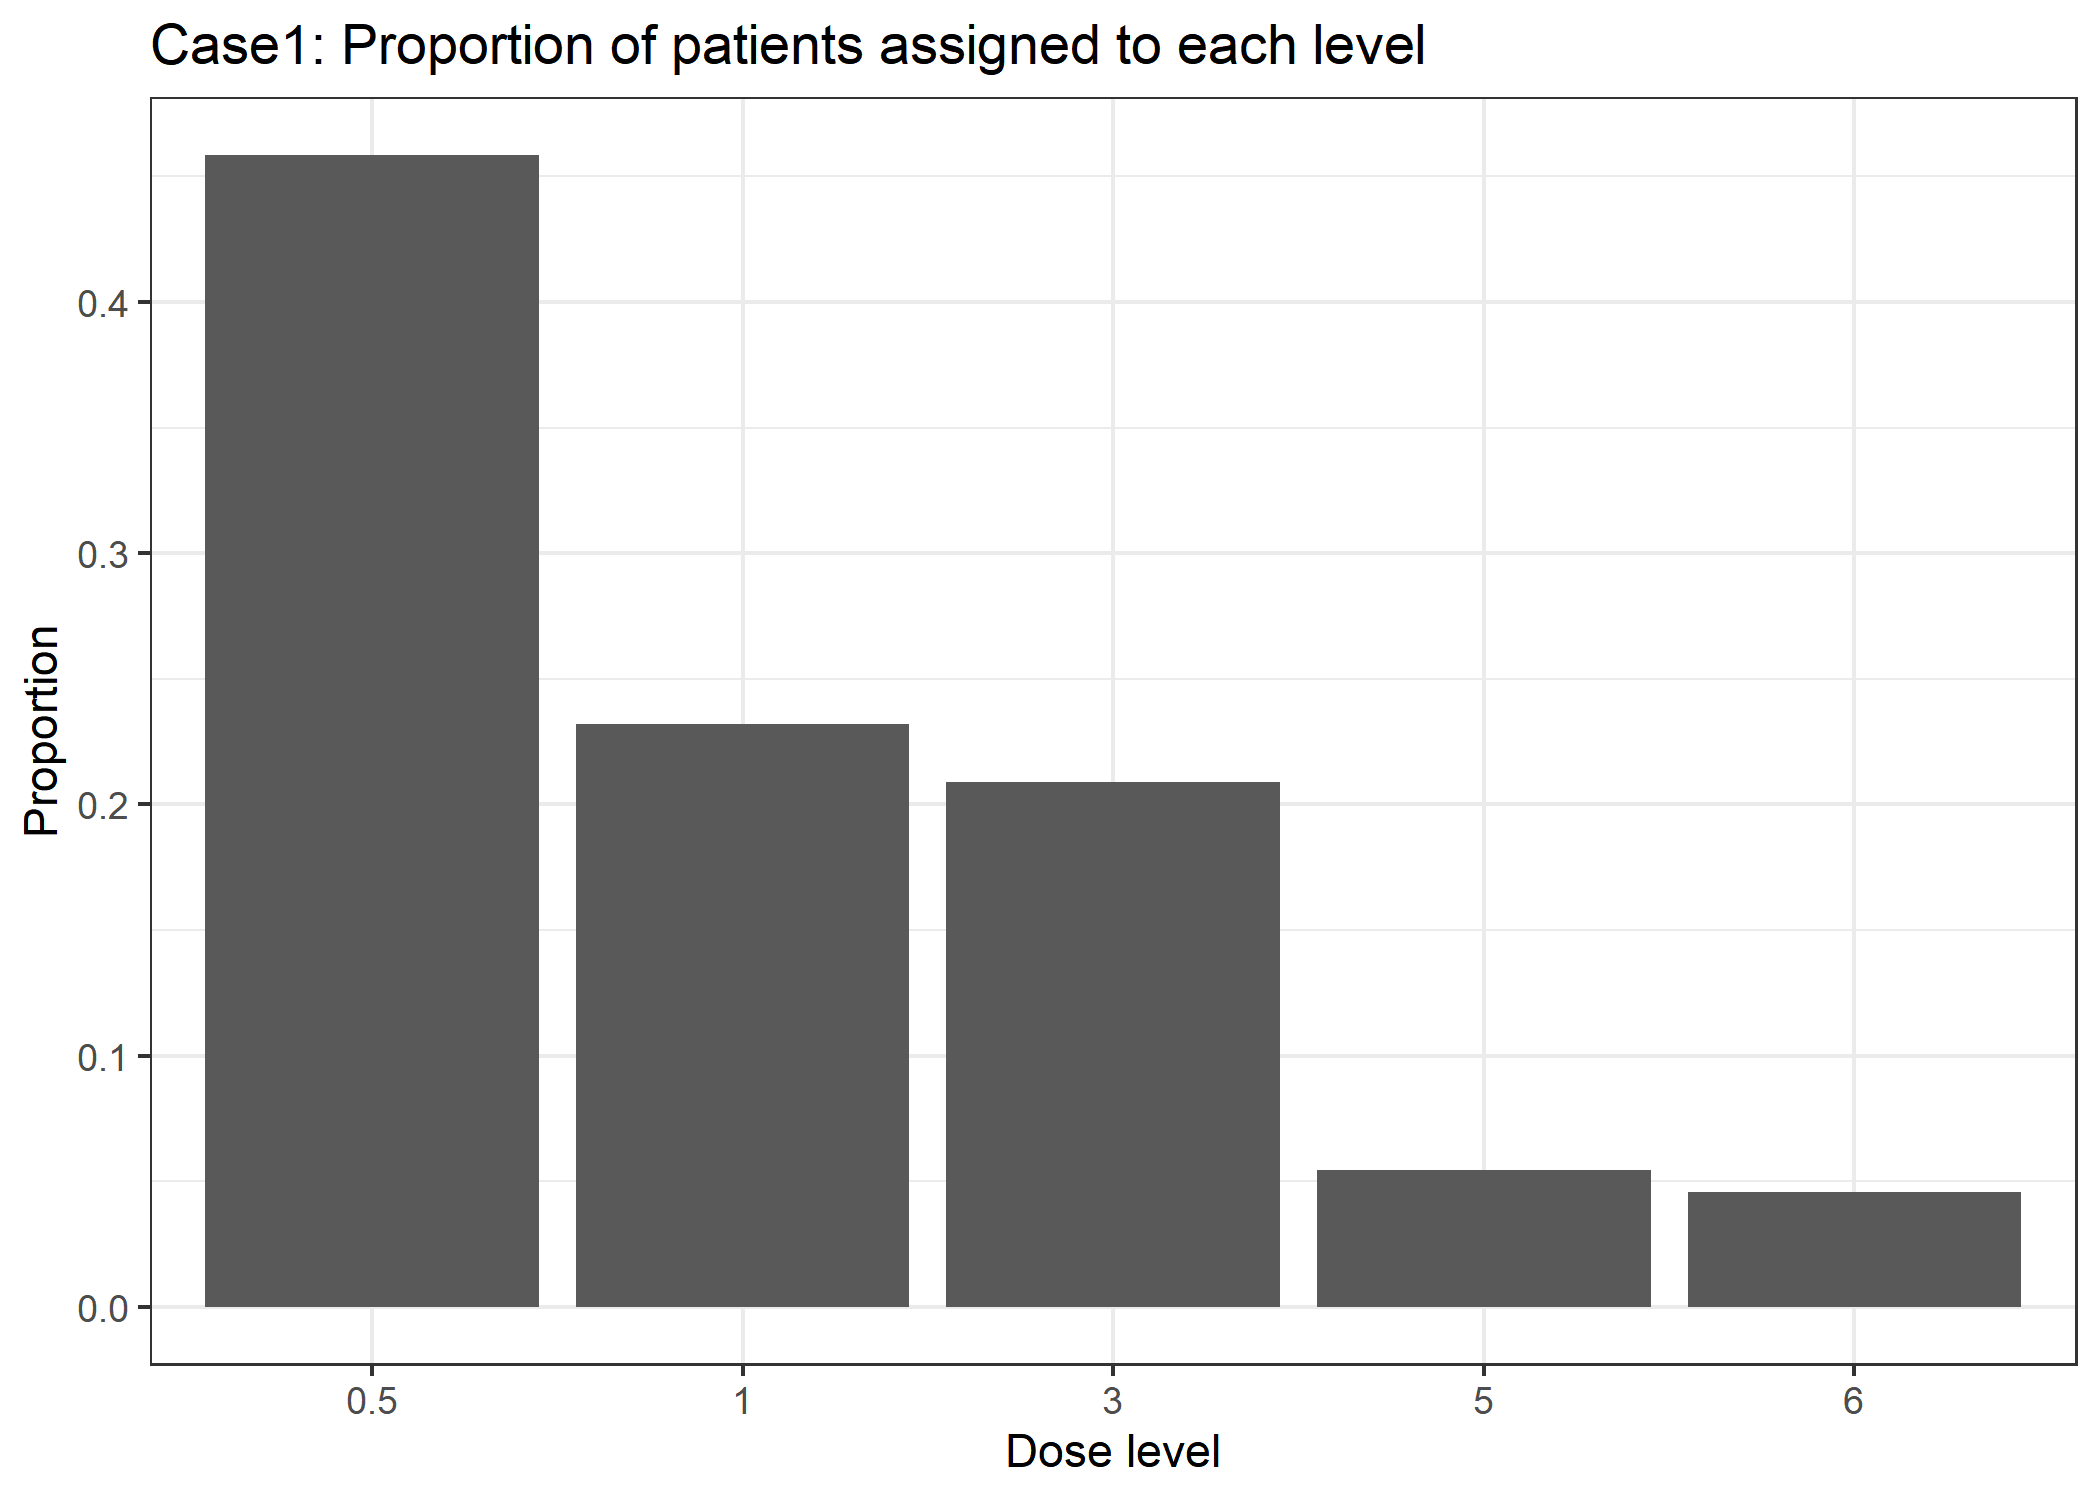 Case1: Proportion of patients assigned to each level
Proportion
0.4
0.3
0.2
0.1
0.0
0.5 1 3 5 6
Dose level